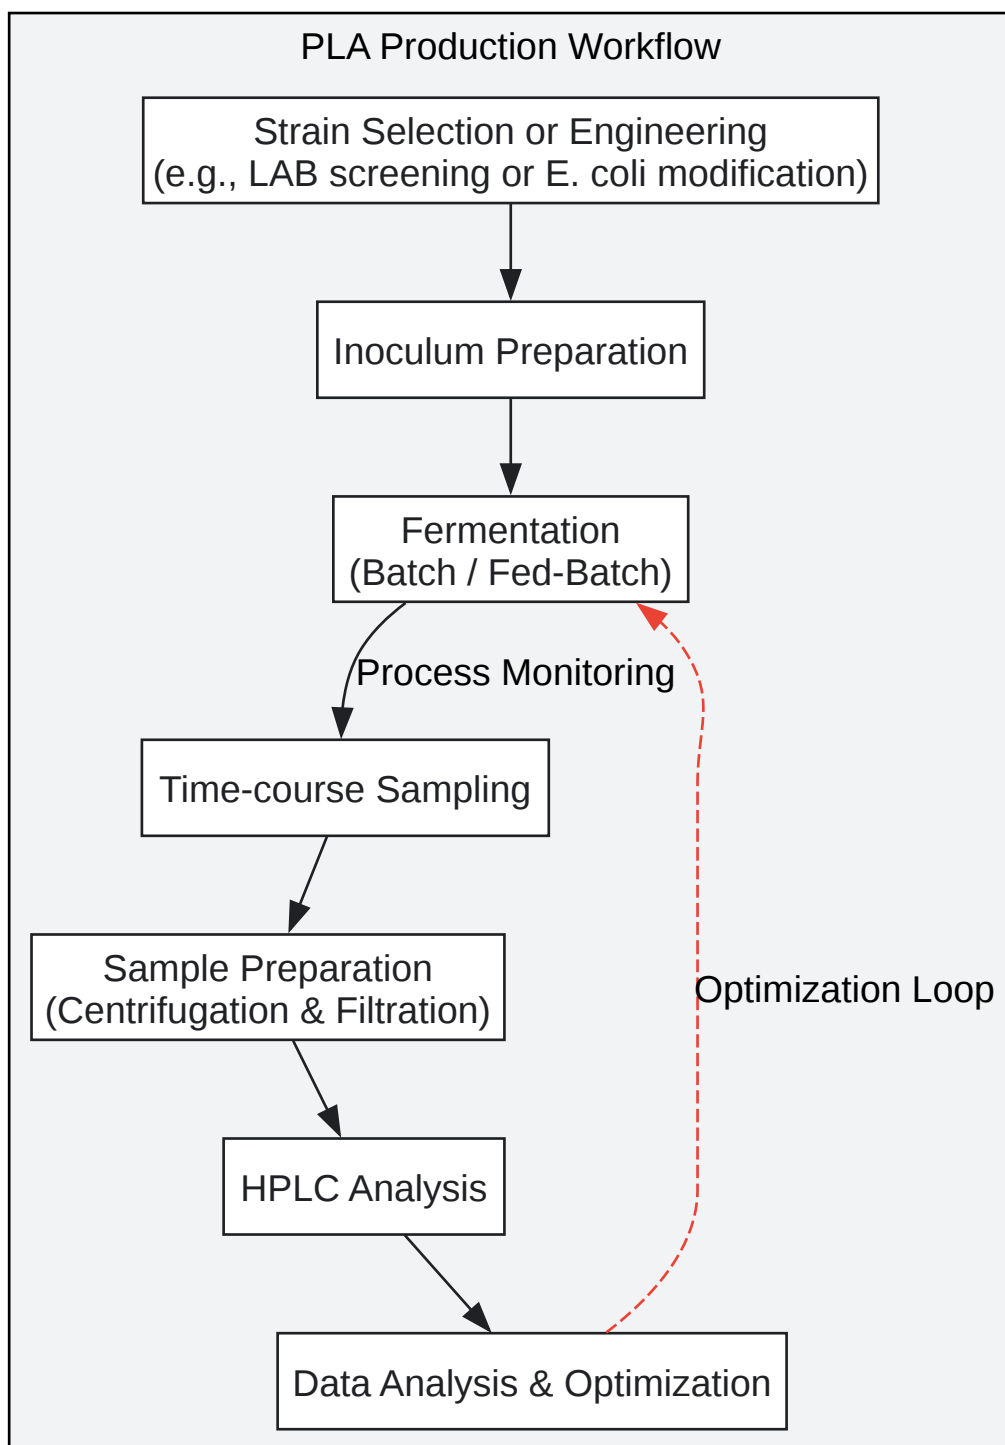 PLA Production Workflow
Strain Selection or Engineering
(e.g., LAB screening or E. coli modification)
Inoculum Preparation
Fermentation
(Batch / Fed-Batch)
Process Monitoring
Time-course Sampling
Sample Preparation
(Centrifugation & Filtration)
Optimization Loop
HPLC Analysis
Data Analysis & Optimization